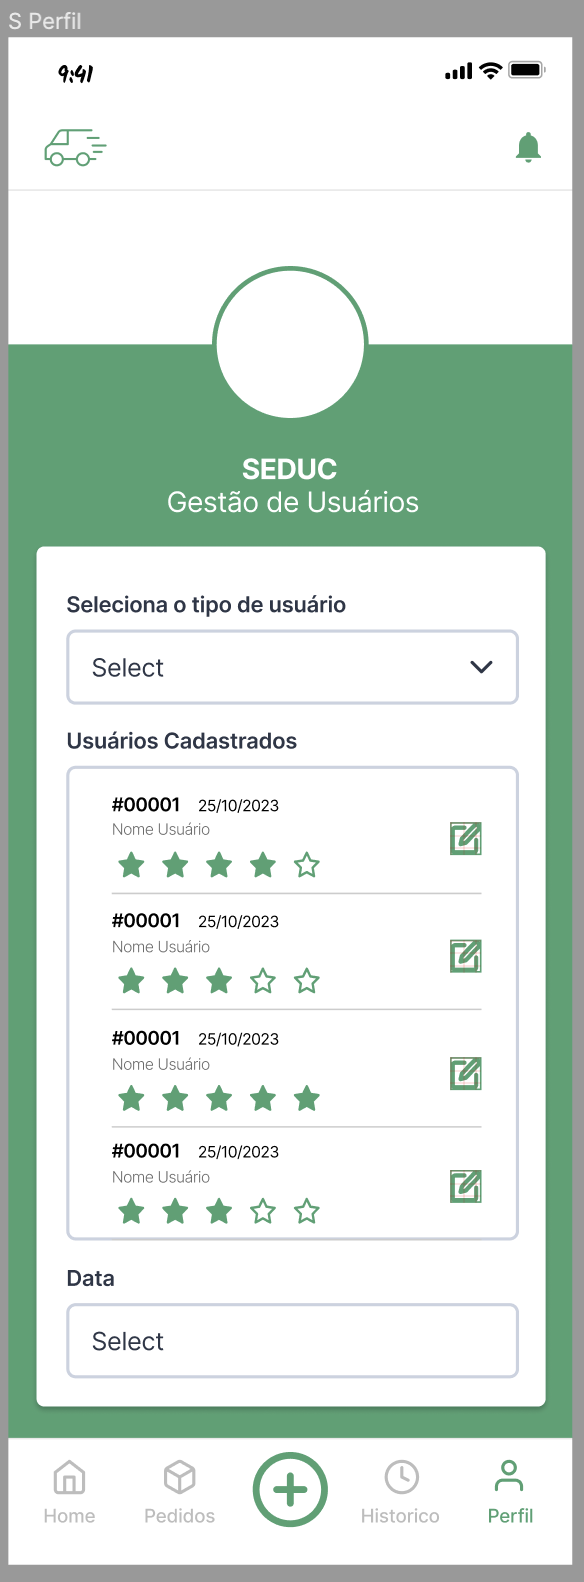 S Perfil
9:41
SEDUC
Gestão de Usuários
Seleciona o tipo de usuário
Select
Usuários Cadastrados
#00001 25/10/2023
Nome Usuário
#00001 25/10/2023
Nome Usuário
#00001 25/10/2023
Nome Usuário
#00001 25/10/2023
Nome Usuário
Data
Select
Home Pedidos Historico Perfil